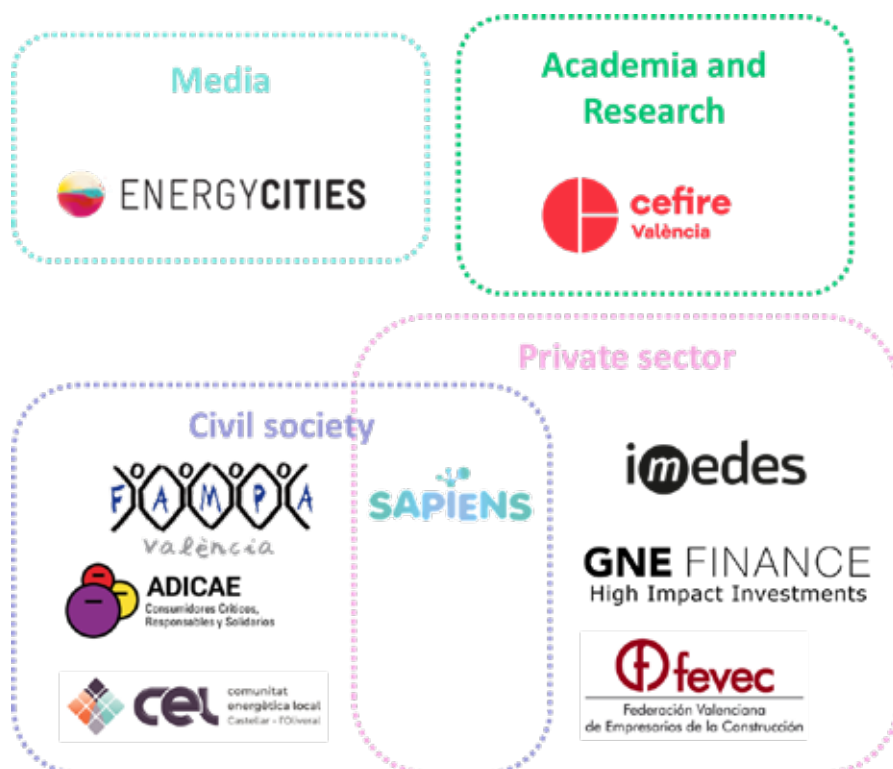 Media
ENERGYCITIES
Academia and
Research
cefire
València
Private sector
Civil society
FAMPA
València
SAPIENS
imedes
ADICAE
Consumidores Críticos,
Responsables y Solidarios
GNE FINANCE
High Impact Investments
cel
comunitat
energètica local
Castellar - l'Oliveral
fevec
Federación Valenciana
de Empresarios de la Construcción